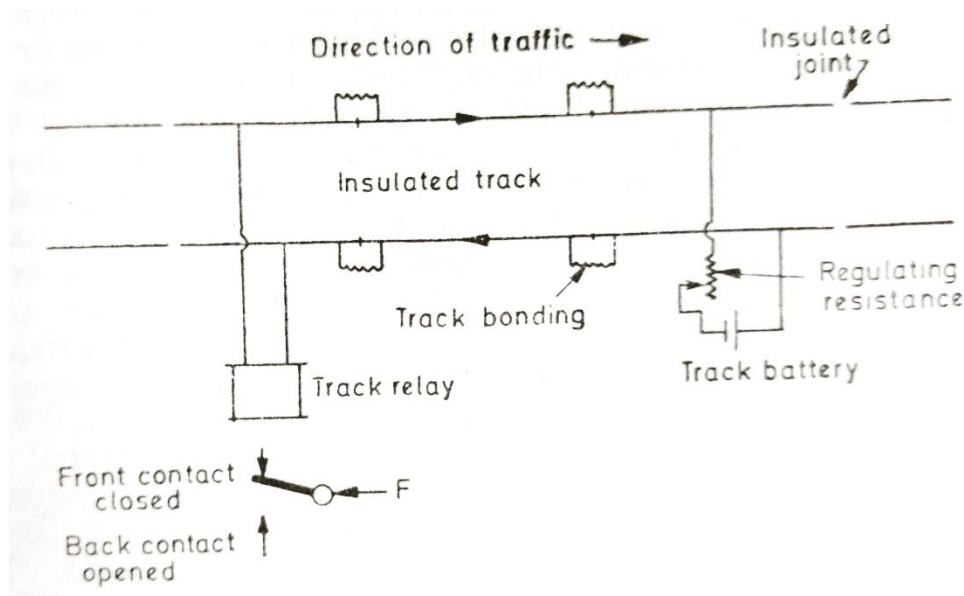 Direction of traffic
Insulated
joint
Insulated track
Track bonding
Regulating
resistance
Track battery
Track relay
Front contact
closed
F
Back contact
opened